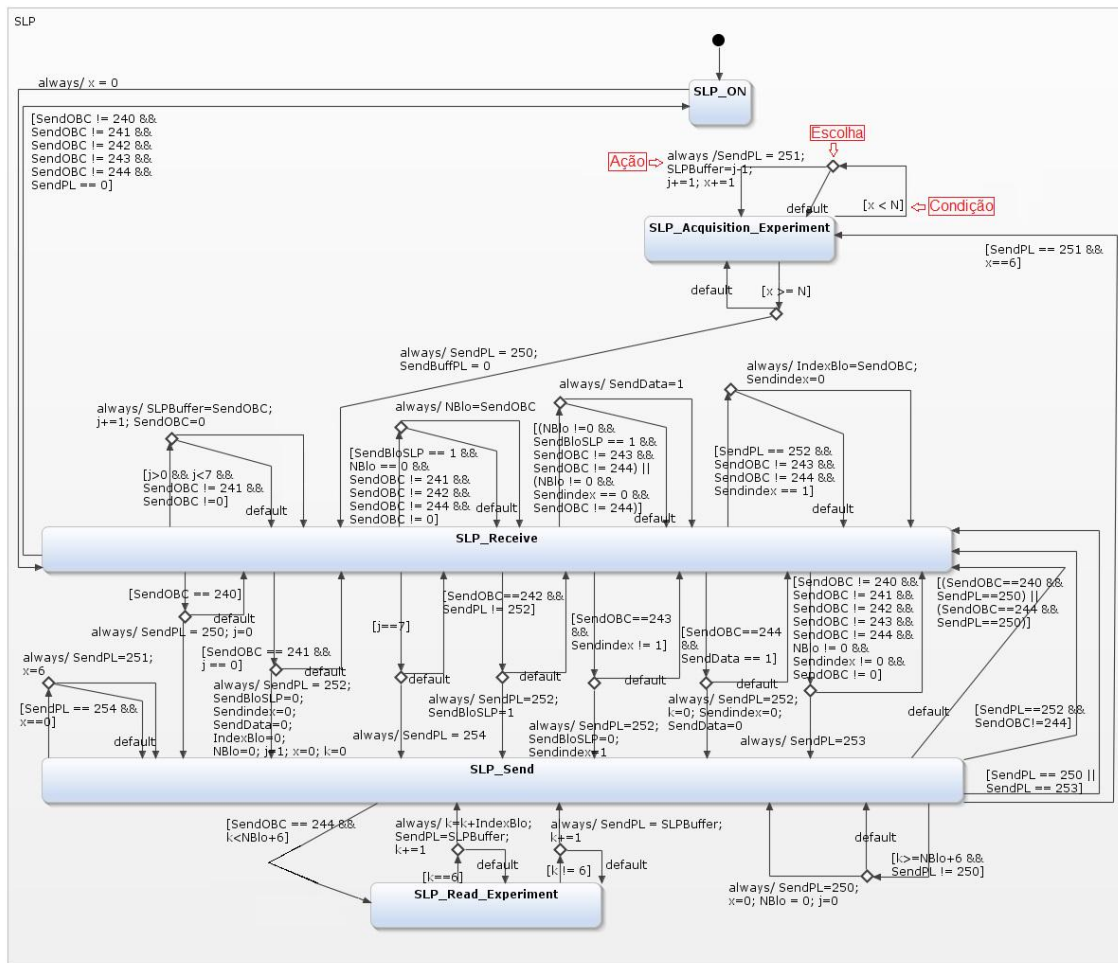 SLP
always/ x = 0
SLP_ON
[SendOBC != 240 &&
SendOBC != 241 &&
SendOBC != 242 &&
SendOBC != 243 &&
SendOBC != 244 &&
SendPL == 0]
Escolha
Ação
always /SendPL = 251;
SLPBuffer=j-1;
j+=1; x+=1
default
[x < N]
Condição
SLP_Acquisition_Experiment
[SendPL == 251 &&
x==6]
default
[x >= N]
always/ SendPL = 250;
SendBuffPL = 0
always/ SLPBuffer=SendOBC;
j+=1; SendOBC=0
[j>0 && j<7 &&
SendOBC != 241 &&
SendOBC !=0]
default
always/ NBlo=SendOBC
[SendBloSLP == 1 &&
NBlo == 0 &&
SendOBC != 241 &&
SendOBC != 242 &&
SendOBC != 244 &&
SendOBC != 0]
default
always/ SendData=1
[(NBlo !=0 &&
SendBloSLP == 1 &&
SendOBC != 243 &&
SendOBC != 244) ||
(NBlo != 0 &&
Sendindex == 0 &&
SendOBC != 244)]
default
always/ IndexBlo=SendOBC;
Sendindex=0
[SendPL == 252 &&
SendOBC != 243 &&
SendOBC != 244 &&
Sendindex == 1]
default
SLP_Receive
[SendOBC == 240]
default
always/ SendPL = 250; j=0
[SendOBC == 241 &&
j == 0]
default
always/ SendPL = 252;
SendBloSLP=0;
Sendindex=0;
SendData=0;
IndexBlo=0;
NBlo=0; j=1; x=0; k=0
[j==7]
default
always/ SendPL = 254
[SendOBC==242 &&
SendPL != 252]
default
always/ SendPL=252;
SendBloSLP=1
[SendOBC==243
&&
Sendindex != 1]
default
always/ SendPL=252;
SendBloSLP=0;
Sendindex=1
[SendOBC==244
&&
SendData == 1]
default
always/ SendPL=252;
k=0; Sendindex=0;
SendData=0
[SendOBC != 240 &&
SendOBC != 241 &&
SendOBC != 242 &&
SendOBC != 243 &&
SendOBC != 244 &&
NBlo != 0 &&
Sendindex != 0 &&
SendOBC != 0]
default
always/ SendPL=253
[(SendOBC==240 &&
SendPL==250) ||
(SendOBC==244 &&
SendPL==250)]
[SendPL==252 &&
SendOBC!=244]
[SendPL == 250 ||
SendPL == 253]
always/ SendPL=251;
x=6
[SendPL == 254 &&
x==0]
default
SLP_Send
[SendOBC == 244 &&
k<NBlo+6]
always/ k=k+IndexBlo;
SendPL=SLPBuffer;
k+=1
default
[k==6]
always/ SendPL = SLPBuffer;
k+=1
default
[k != 6]
default
[k>=NBlo+6 &&
SendPL != 250]
always/ SendPL=250;
x=0; NBlo = 0; j=0
SLP_Read_Experiment